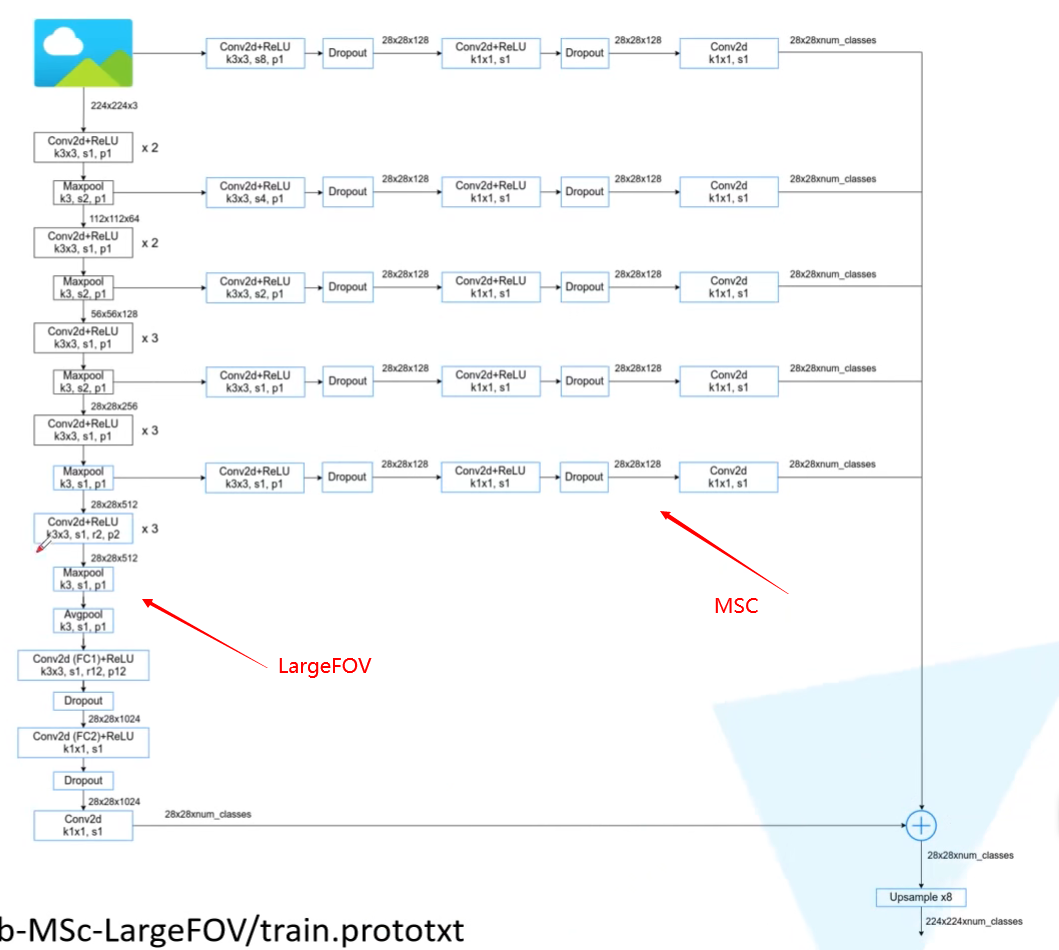 Conv2d+ReLU
k3x3, s8, p1
Dropout
28x28x128
Conv2d+ReLU
k1x1, s1
Dropout
28x28x128
Conv2d
k1x1, s1
28x28xnum_classes
224x224x3
Conv2d+ReLU
k3x3, s1, p1
x 2
Maxpool
k3, s2, p1
Conv2d+ReLU
k3x3, s4, p1
Dropout
28x28x128
Conv2d+ReLU
k1x1, s1
Dropout
28x28x128
Conv2d
k1x1, s1
28x28xnum_classes
112x112x64
Conv2d+ReLU
k3x3, s1, p1
x 2
Maxpool
k3, s2, p1
Conv2d+ReLU
k3x3, s2, p1
Dropout
28x28x128
Conv2d+ReLU
k1x1, s1
Dropout
28x28x128
Conv2d
k1x1, s1
28x28xnum_classes
56x56x128
Conv2d+ReLU
k3x3, s1, p1
x 3
Maxpool
k3, s2, p1
Conv2d+ReLU
k3x3, s1, p1
Dropout
28x28x128
Conv2d+ReLU
k1x1, s1
Dropout
28x28x128
Conv2d
k1x1, s1
28x28xnum_classes
28x28x256
Conv2d+ReLU
k3x3, s1, p1
x 3
Maxpool
k3, s1, p1
Conv2d+ReLU
k3x3, s1, p1
Dropout
28x28x128
Conv2d+ReLU
k1x1, s1
Dropout
28x28x128
Conv2d
k1x1, s1
28x28xnum_classes
28x28x512
Conv2d+ReLU
k3x3, s1, r2, p2
x 3
28x28x512
Maxpool
k3, s1, p1
MSC
Avgpool
k3, s1, p1
LargeFOV
Conv2d (FC1)+ReLU
k3x3, s1, r12, p12
Dropout
28x28x1024
Conv2d (FC2)+ReLU
k1x1, s1
Dropout
28x28x1024
Conv2d
k1x1, s1
28x28xnum_classes
28x28xnum_classes
Upsample x8
224x224xnum_classes
b-MSc-LargeFOV/train.prototxt